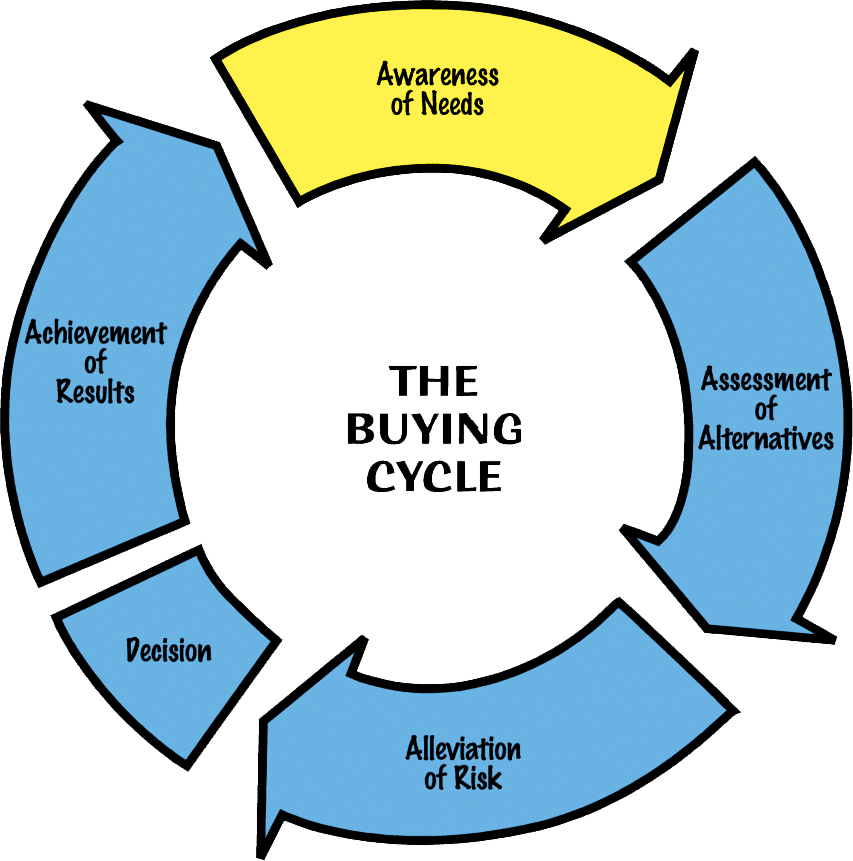 Awareness
of Needs
Assessment
of
Alternatives
Alleviation
of Risk
Decision
Achievement
of
Results
THE
BUYING
CYCLE